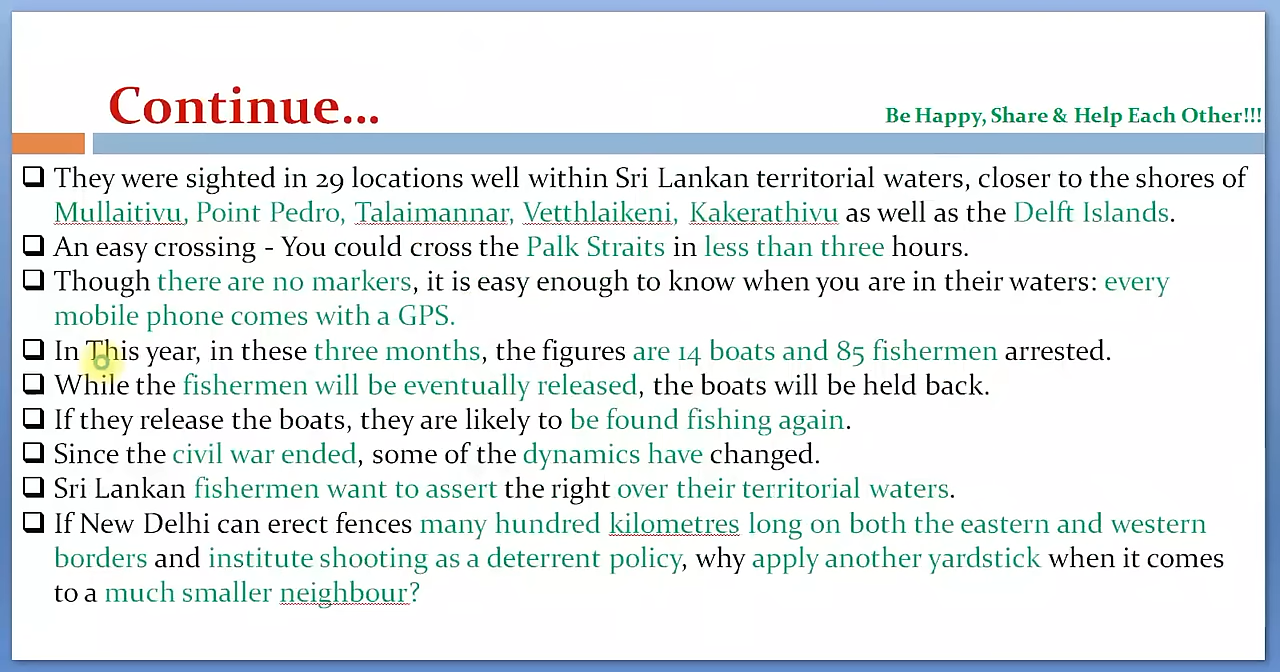 Continue...
Be Happy, Share & Help Each Other!!!
❑ They were sighted in 29 locations well within Sri Lankan territorial waters, closer to the shores of
Mullaitivu, Point Pedro, Talaimannar, Vetthlaikeni, Kakerathivu as well as the Delft Islands.
❑ An easy crossing - You could cross the Palk Straits in less than three hours.
❑ Though there are no markers, it is easy enough to know when you are in their waters: every
mobile phone comes with a GPS.
❑ In This year, in these three months, the figures are 14 boats and 85 fishermen arrested.
❑ While the fishermen will be eventually released, the boats will be held back.
❑ If they release the boats, they are likely to be found fishing again.
❑ Since the civil war ended, some of the dynamics have changed.
❑ Sri Lankan fishermen want to assert the right over their territorial waters.
❑ If New Delhi can erect fences many hundred kilometres long on both the eastern and western
borders and institute shooting as a deterrent policy, why apply another yardstick when it comes
to a much smaller neighbour?